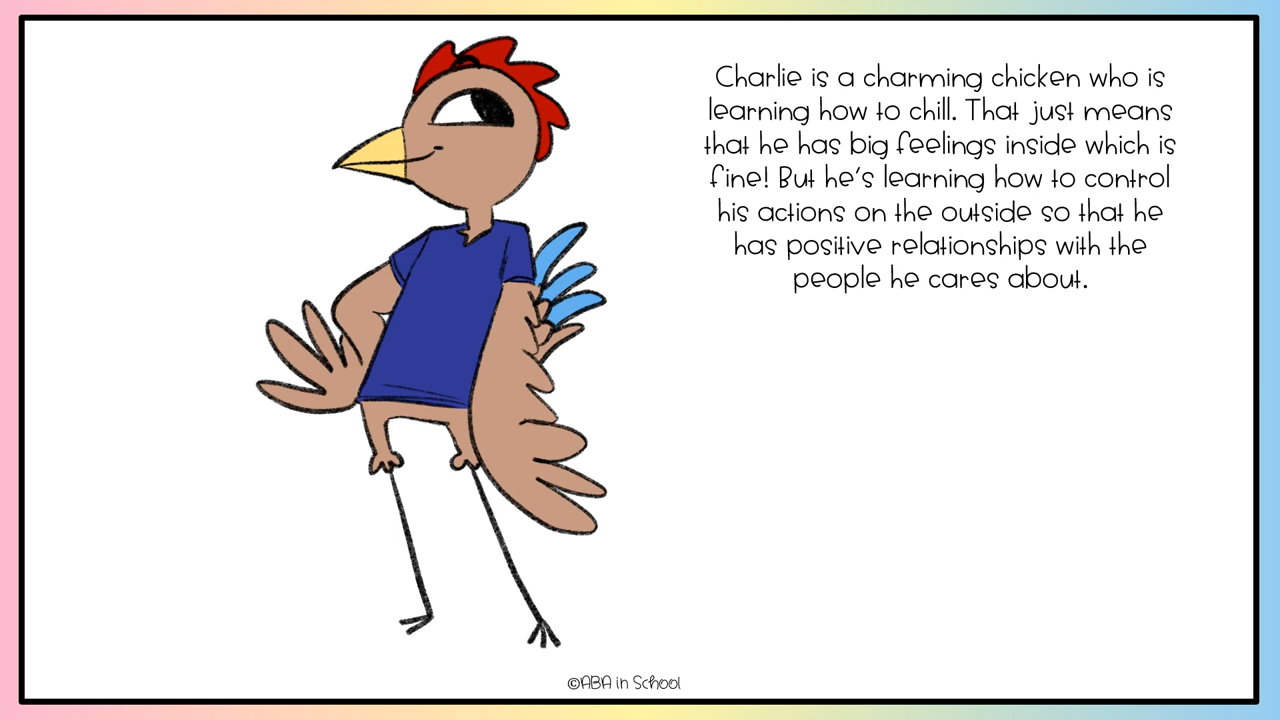 Charlie is a charming chicken who is
learning how to chill. That just means
that he has big feelings inside which is
fine! But he's learning how to control
his actions on the outside so that he
has positive relationships with the
people he cares about.
©ABA in School